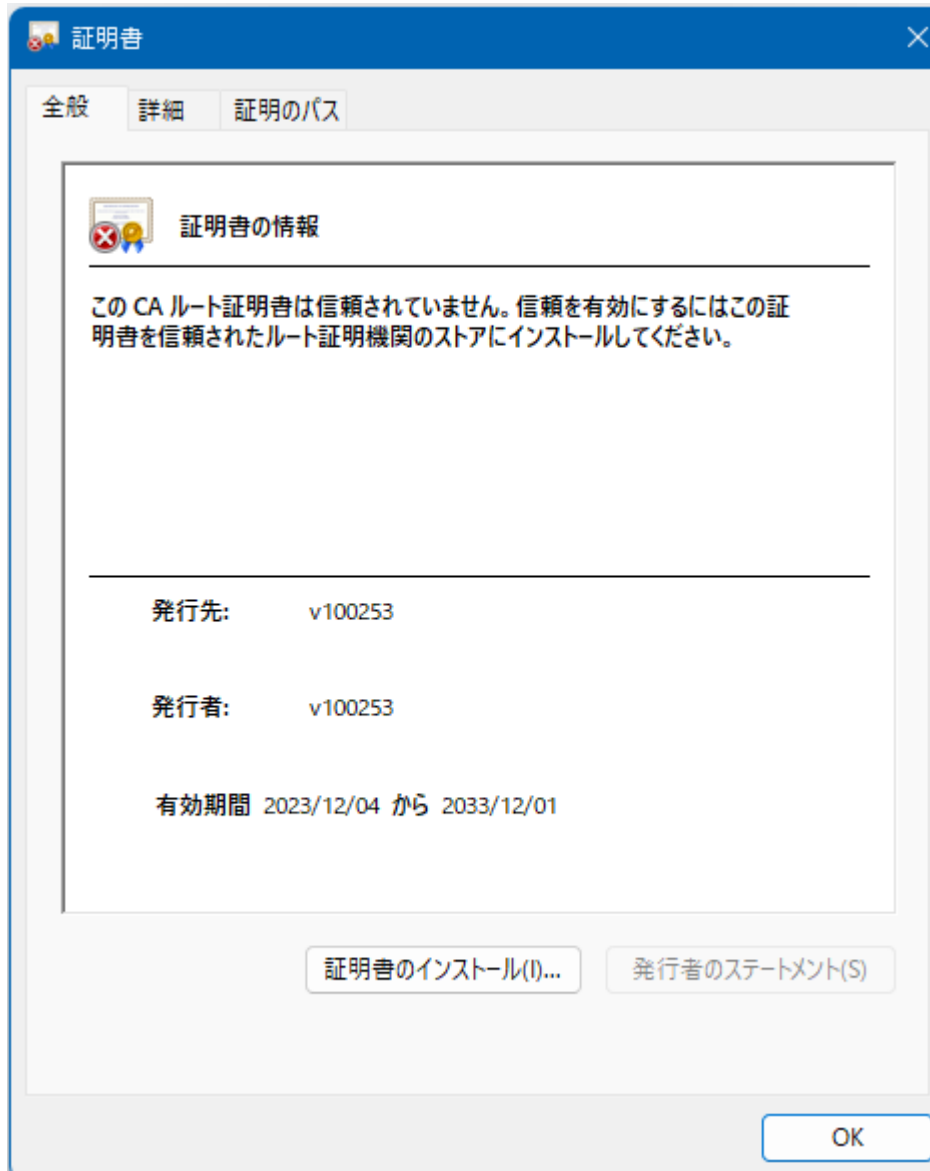 証明書
全般 詳細 証明のパス
証明書の情報
この CA ルート証明書は信頼されていません。信頼を有効にするにはこの証
明書を信頼されたルート証明機関のストアにインストールしてください。
発行先: v100253
発行者: v100253
有効期間 2023/12/04 から 2033/12/01
証明書のインストール(I)... 発行者のステートメント(S)
OK